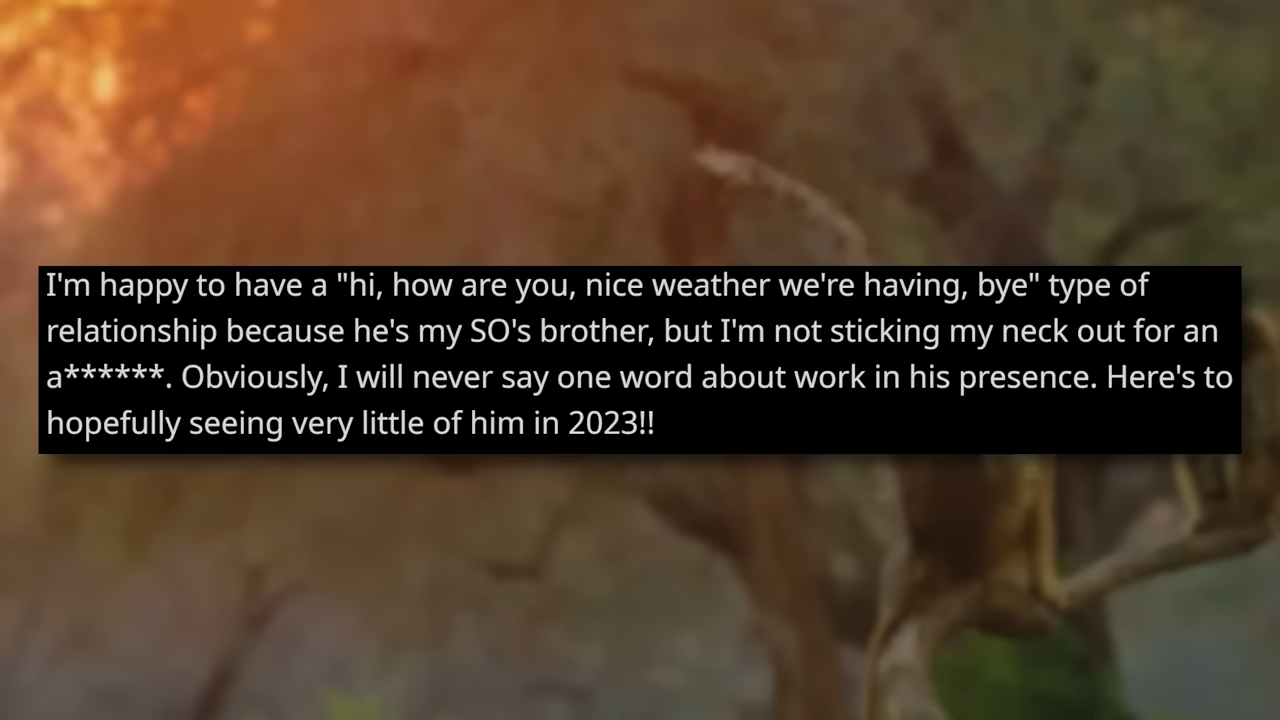 I'm happy to have a "hi, how are you, nice weather we're having, bye" type of
relationship because he's my SO's brother, but I'm not sticking my neck out for an
a******. Obviously, I will never say one word about work in his presence. Here's to
hopefully seeing very little of him in 2023!!